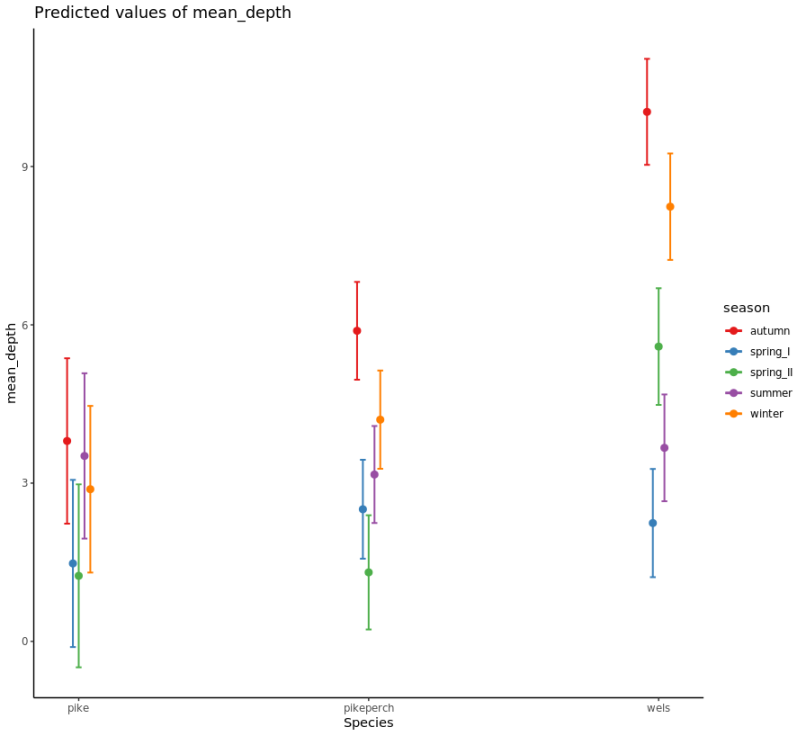 Predicted values of mean_depth
mean_depth
9
6
3
0
pike
pikeperch
wels
Species
season
autumn
spring_I
spring_II
summer
winter